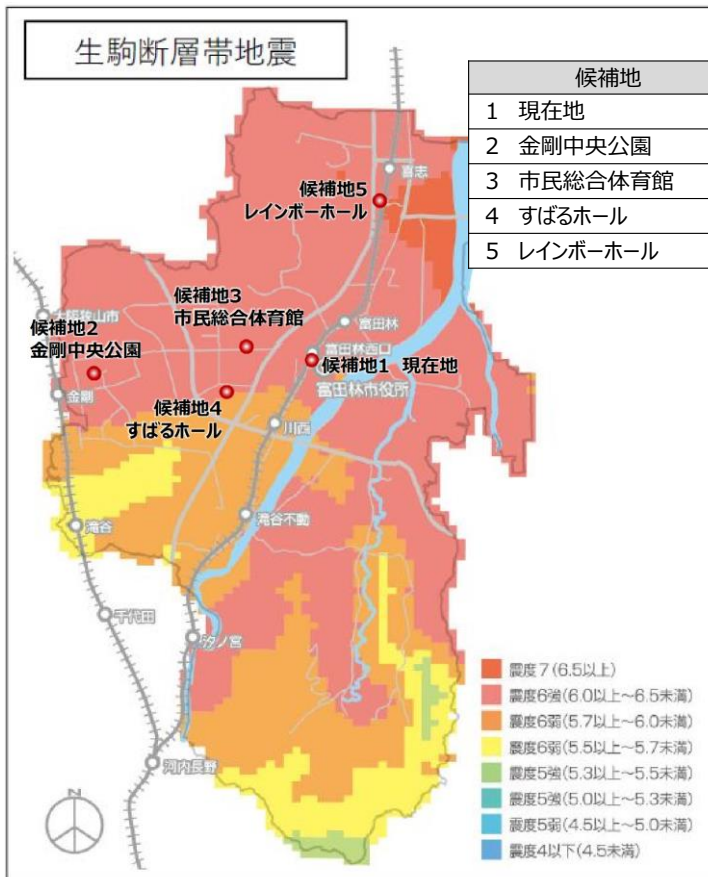 生駒断層帯地震
候補地
1 現在地
2 金剛中央公園
3 市民総合体育館
4 すばるホール
5 レインボーホール
喜志
候補地5
レインボーホール
候補地3
市民総合体育館
大阪狭山市
候補地2
金剛中央公園
富田林
富田林西口
候補地1 現在地
富田林市役所
金剛
候補地4
すばるホール
川西
滝谷不動
滝谷
千代田
汐ノ宮
河内長野
震度7(6.5以上)
震度6強(6.0以上～6.5未満)
震度6弱(5.7以上～6.0未満)
震度6弱(5.5以上～5.7未満)
震度5強(5.3以上～5.5未満)
震度5強(5.0以上～5.3未満)
震度5弱(4.5以上～5.0未満)
震度4以下(4.5未満)
N